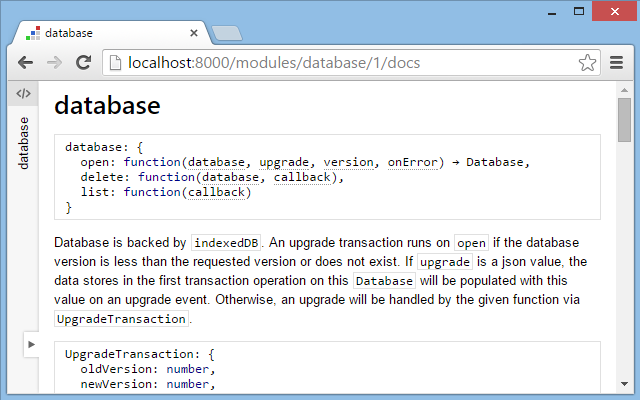 database
localhost:8000/modules/database/1/docs
</>
database
database
database: {
open: function(database, upgrade, version, onError) → Database,
delete: function(database, callback),
list: function(callback)
}
Database is backed by indexedDB. An upgrade transaction runs on open if the database
version is less than the requested version or does not exist. If upgrade is a json value, the
data stores in the first transaction operation on this Database will be populated with this
value on an upgrade event. Otherwise, an upgrade will be handled by the given function via
UpgradeTransaction.
UpgradeTransaction: {
oldVersion: number,
newVersion: number,